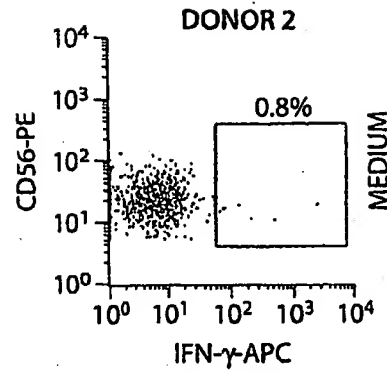 DONOR 2
10⁴
10³
10²
10¹
10⁰
CD56-PE
0.8%
MEDIUM
10⁰ 10¹ 10² 10³ 10⁴
IFN-γ-APC